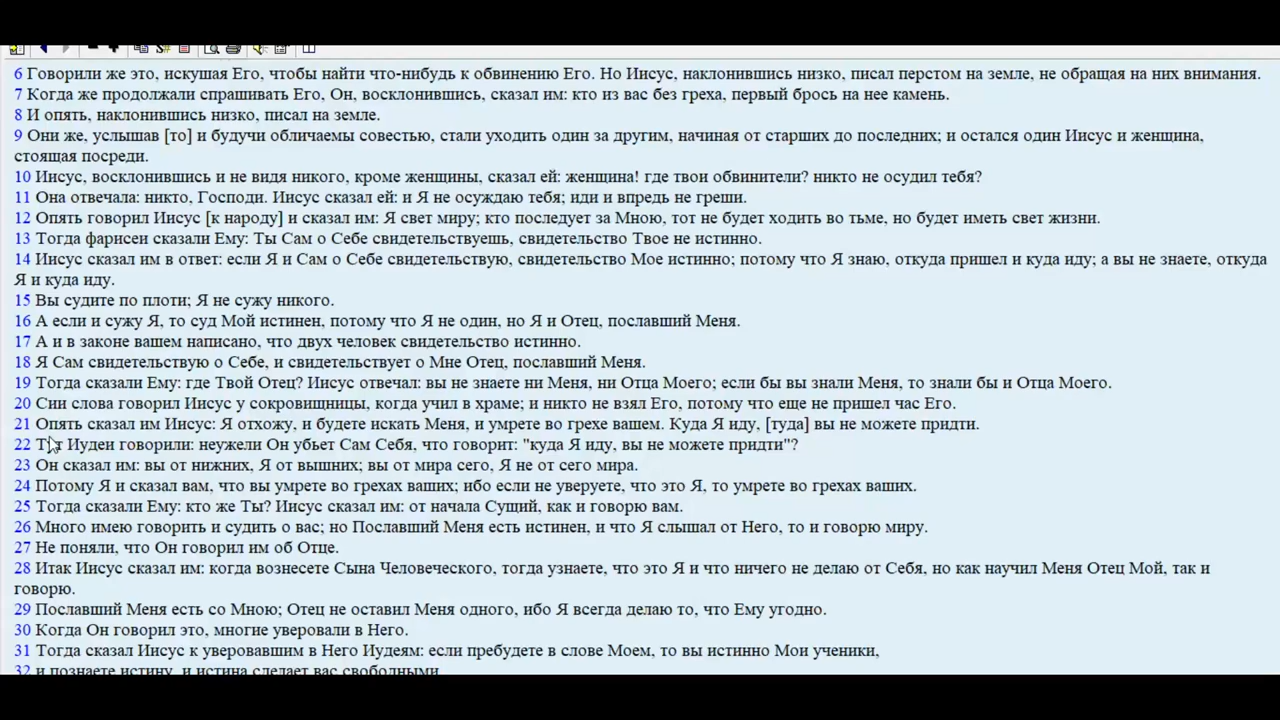 6 Говорили же это, искушая Его, чтобы найти что-нибудь к обвинению Его. Но Иисус, наклонившись низко, писал перстом на земле, не обращая на них внимания.
7 Когда же продолжали спрашивать Его, Он, восклонившись, сказал им: кто из вас без греха, первый брось на нее камень.
8 И опять, наклонившись низко, писал на земле.
9 Они же, услышав [то] и будучи обличаемы совестью, стали уходить один за другим, начиная от старших до последних; и остался один Иисус и женщина,
стоящая посреди.
10 Иисус, восклонившись и не видя никого, кроме женщины, сказал ей: женщина! где твои обвинители? никто не осудил тебя?
11 Она отвечала: никто, Господи. Иисус сказал ей: и Я не осуждаю тебя; иди и впредь не греши.
12 Опять говорил Иисус [к народу] и сказал им: Я свет миру; кто последует за Мною, тот не будет ходить во тьме, но будет иметь свет жизни.
13 Тогда фарисеи сказали Ему: Ты Сам о Себе свидетельствуешь, свидетельство Твое не истинно.
14 Иисус сказал им в ответ: если Я и Сам о Себе свидетельствую, свидетельство Мое истинно; потому что Я знаю, откуда пришел и куда иду; а вы не знаете, откуда
Я и куда иду.
15 Вы судите по плоти; Я не сужу никого.
16 А если и сужу Я, то суд Мой истинен, потому что Я не один, но Я и Отец, пославший Меня.
17 А и в законе вашем написано, что двух человек свидетельство истинно.
18 Я Сам свидетельствую о Себе, и свидетельствует о Мне Отец, пославший Меня.
19 Тогда сказали Ему: где Твой Отец? Иисус отвечал: вы не знаете ни Меня, ни Отца Моего; если бы вы знали Меня, то знали бы и Отца Моего.
20 Сии слова говорил Иисус у сокровищницы, когда учил в храме; и никто не взял Его, потому что еще не пришел час Его.
21 Опять сказал им Иисус: Я отхожу, и будете искать Меня, и умрете во грехе вашем. Куда Я иду, [туда] вы не можете придти.
22 Тут Иудеи говорили: неужели Он убьет Сам Себя, что говорит: "куда Я иду, вы не можете придти"?
23 Он сказал им: вы от нижних, Я от вышних; вы от мира сего, Я не от сего мира.
24 Потому Я и сказал вам, что вы умрете во грехах ваших; ибо если не уверуете, что это Я, то умрете во грехах ваших.
25 Тогда сказали Ему: кто же Ты? Иисус сказал им: от начала Сущий, как и говорю вам.
26 Много имею говорить и судить о вас; но Пославший Меня есть истинен, и что Я слышал от Него, то и говорю миру.
27 Не поняли, что Он говорил им об Отце.
28 Итак Иисус сказал им: когда вознесете Сына Человеческого, тогда узнаете, что это Я и что ничего не делаю от Себя, но как научил Меня Отец Мой, так и
говорю.
29 Пославший Меня есть со Мною; Отец не оставил Меня одного, ибо Я всегда делаю то, что Ему угодно.
30 Когда Он говорил это, многие уверовали в Него.
31 Тогда сказал Иисус к уверовавшим в Него Иудеям: если пребудете в слове Моем, то вы истинно Мои ученики,
32 и познаете истину, и истина сделает вас свободными